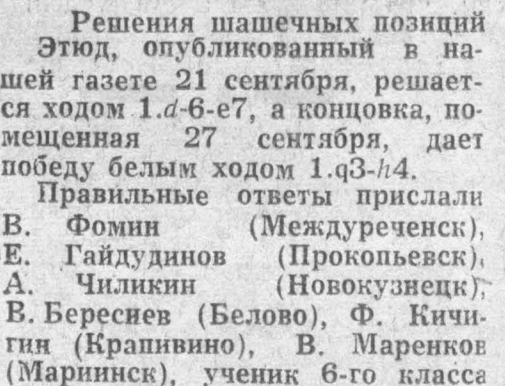 Решения шашечных позиций
Этюд, опубликованный в на-
шей газете 21 сентября, решает-
ся ходом 1.d-6-e7, а концовка, по-
мещенная 27 сентября, дает
победу белым ходом 1.q3-h4.
Правильные ответы прислали
В. Фомин (Междуреченск),
Е. Гайдудинов (Прокопьевск),
А. Чиликин (Новокузнецк),
В. Береснев (Белово), Ф. Кичи-
гин (Крапивино), В. Маренков
(Мариинск), ученик 6-го класса